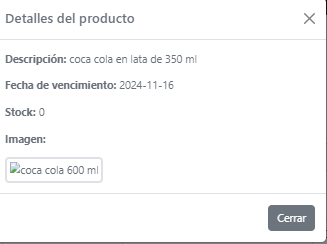 Detalles del producto
Descripción: coca cola en lata de 350 ml
Fecha de vencimiento: 2024-11-16
Stock: 0
Imagen:
coca cola 600 ml
Cerrar